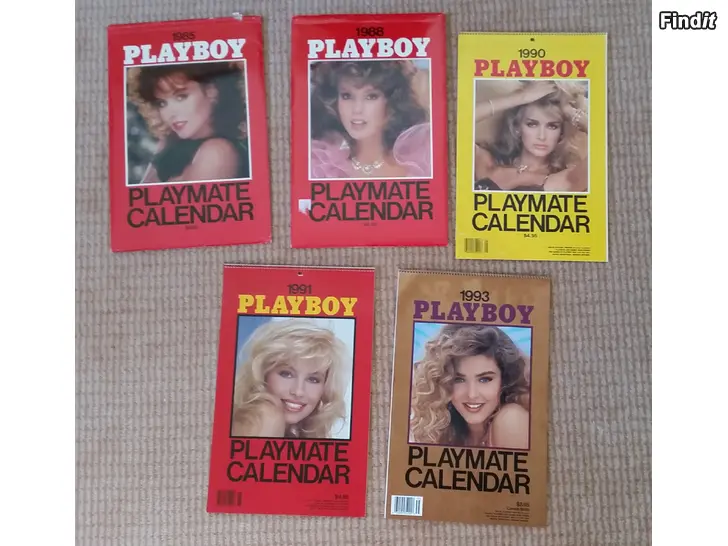 Findit
1985
PLAYBOY
PLAYMATE
CALENDAR
1988
PLAYBOY
PLAYMATE
CALENDAR
1990
PLAYBOY
PLAYMATE
CALENDAR
$4.95
1991
PLAYBOY
PLAYMATE
CALENDAR
1993
PLAYBOY
PLAYMATE
CALENDAR